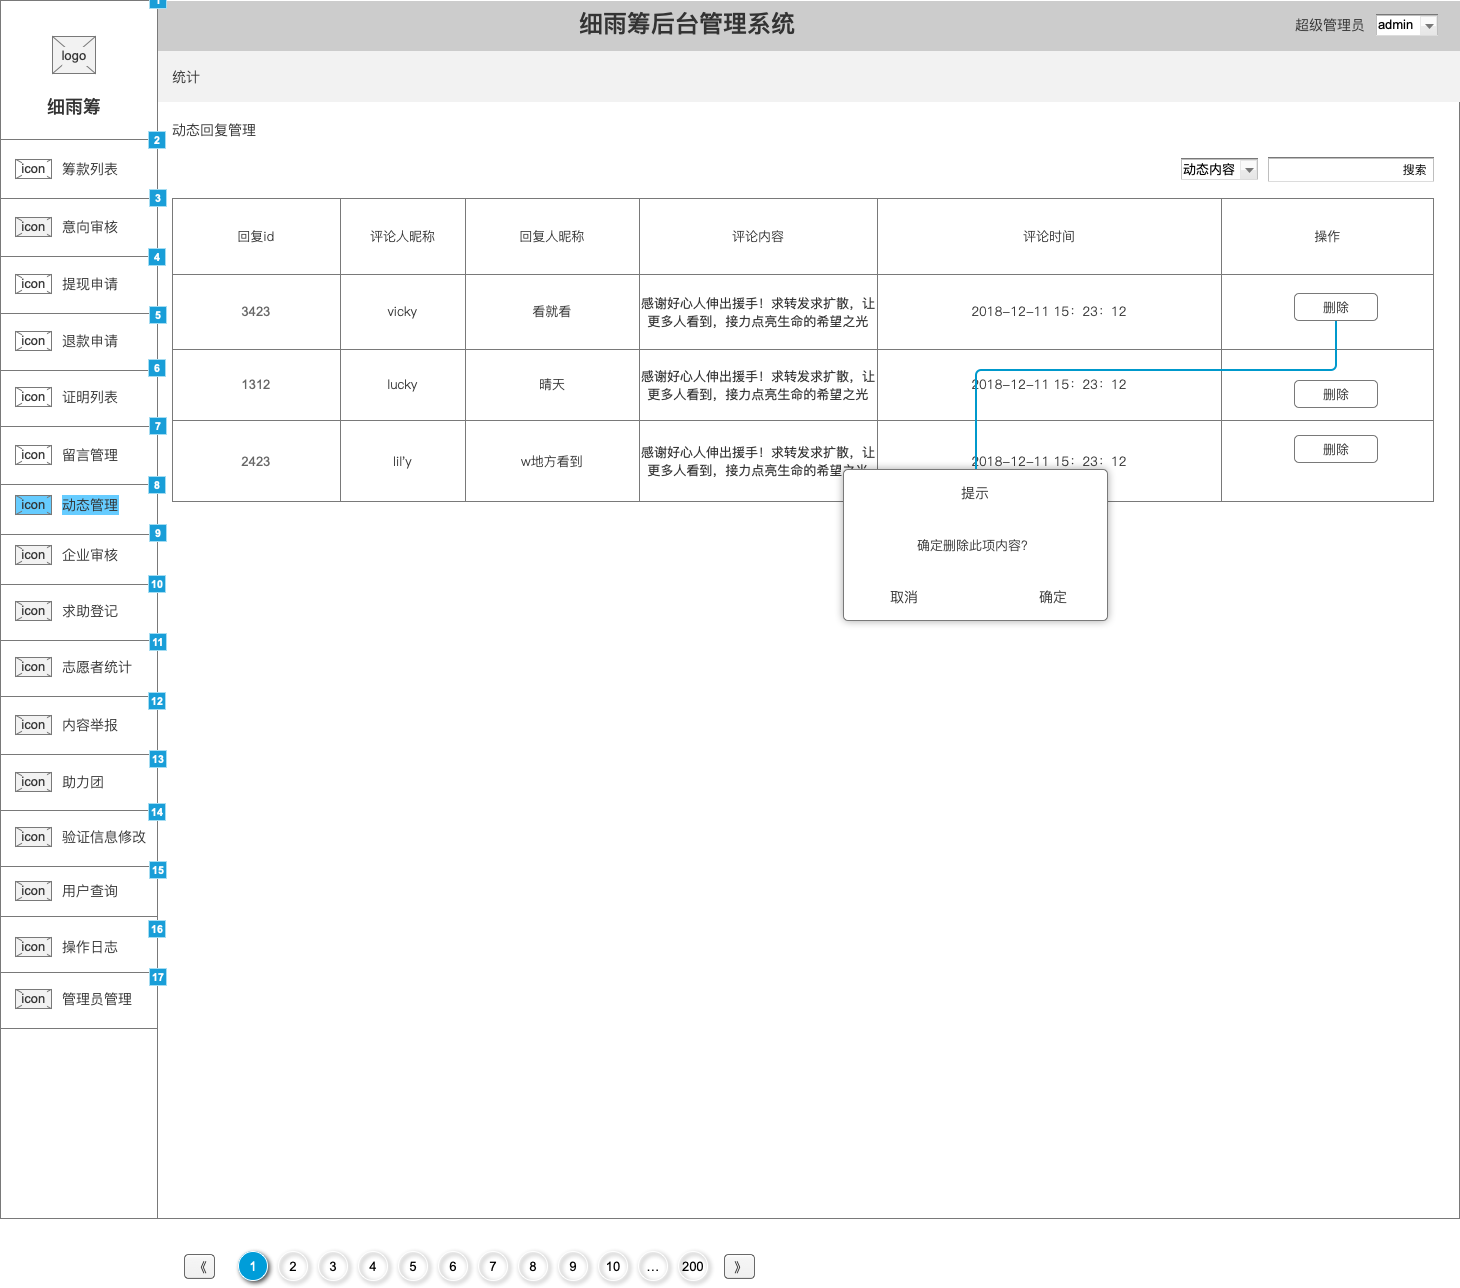 1
细雨筹后台管理系统
超级管理员
admin
logo
细雨筹
统计
动态回复管理
动态内容
搜索
2
icon 筹款列表
3
icon 意向审核
4
icon 提现申请
5
icon 退款申请
6
icon 证明列表
7
icon 留言管理
8
icon 动态管理
9
icon 企业审核
10
icon 求助登记
11
icon 志愿者统计
12
icon 内容举报
13
icon 助力团
14
icon 验证信息修改
15
icon 用户查询
16
icon 操作日志
17
icon 管理员管理
回复id 评论人昵称 回复人昵称 评论内容 评论时间 操作
3423 vicky 看就看
感谢好心人伸出援手！求转发求扩散，让
更多人看到，接力点亮生命的希望之光
2018-12-11 15：23：12
删除
1312 lucky 晴天
感谢好心人伸出援手！求转发求扩散，让
更多人看到，接力点亮生命的希望之光
2018-12-11 15：23：12
删除
2423 lil'y w地方看到
感谢好心人伸出援手！求转发求扩散，让
更多人看到，接力点亮生命的希望之光
2018-12-11 15：23：12
删除
提示
确定删除此项内容？
取消 确定
《 1 2 3 4 5 6 7 8 9 10 ... 200 》